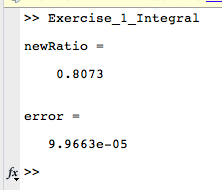 >> Exercise_1_Integral
newRatio =
0.8073
error =
9.9663e-05
fx >>